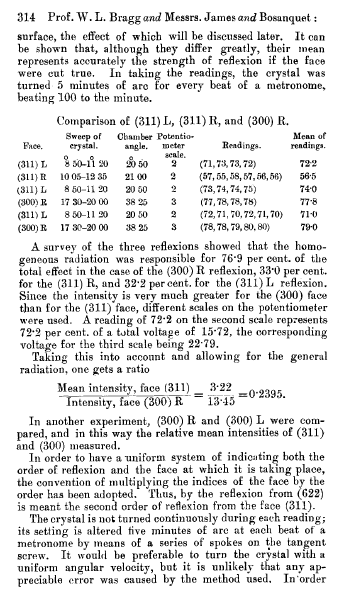 314 Prof. W. L. Bragg and Messrs. James and Bosanquet :
surface, the effect of which will be discussed later. It can
be shown that, although they differ greatly, their mean
represents accurately the strength of reflexion if the face
were cut true. In taking the readings, the crystal was
turned 5 minutes of arc for every beat of a metronome,
beating 100 to the minute.
Comparison of (311) L, (311) R, and (300) R.
Face. Sweep of crystal. Chamber angle. Potentio-meter scale. Readings. Mean of readings.
(311) L 8 50–11 20 20 50 2 (71, 73, 73, 72) 72·2
(311) R 10 05–12 35 21 00 2 (57, 55, 58, 57, 56, 56) 56·5
(311) L 8 50–11 20 20 50 2 (73, 74, 74, 75) 74·0
(300) R 17 30–20 00 38 25 3 (77, 78, 78, 78) 77·8
(311) L 8 50–11 20 20 50 2 (72, 71, 70, 72, 71, 70) 71·0
(300) R 17 30–20 00 38 25 3 (78, 78, 79, 80, 80) 79·0
A survey of the three reflexions showed that the homo-
geneous radiation was responsible for 76·9 per cent. of the
total effect in the case of the (300) R reflexion, 33·0 per cent.
for the (311) R, and 32·2 per cent. for the (311) L reflexion.
Since the intensity is very much greater for the (300) face
than for the (311) face, different scales on the potentiometer
were used. A reading of 72·2 on the second scale represents
72·2 per cent. of a total voltage of 15·72, the corresponding
voltage for the third scale being 22·79.
Taking this into account and allowing for the general
radiation, one gets a ratio
Mean intensity, face (311) / Intensity, face (300) R = 3·22 / 13·45 = 0·2395.
In another experiment, (300) R and (300) L were com-
pared, and in this way the relative mean intensities of (311)
and (300) measured.
In order to have a uniform system of indicating both the
order of reflexion and the face at which it is taking place,
the convention of multiplying the indices of the face by the
order has been adopted. Thus, by the reflexion from (622)
is meant the second order of reflexion from the face (311).
The crystal is not turned continuously during each reading;
its setting is altered five minutes of arc at each beat of a
metronome by means of a series of spokes on the tangent
screw. It would be preferable to turn the crystal with a
uniform angular velocity, but it is unlikely that any ap-
preciable error was caused by the method used. In order